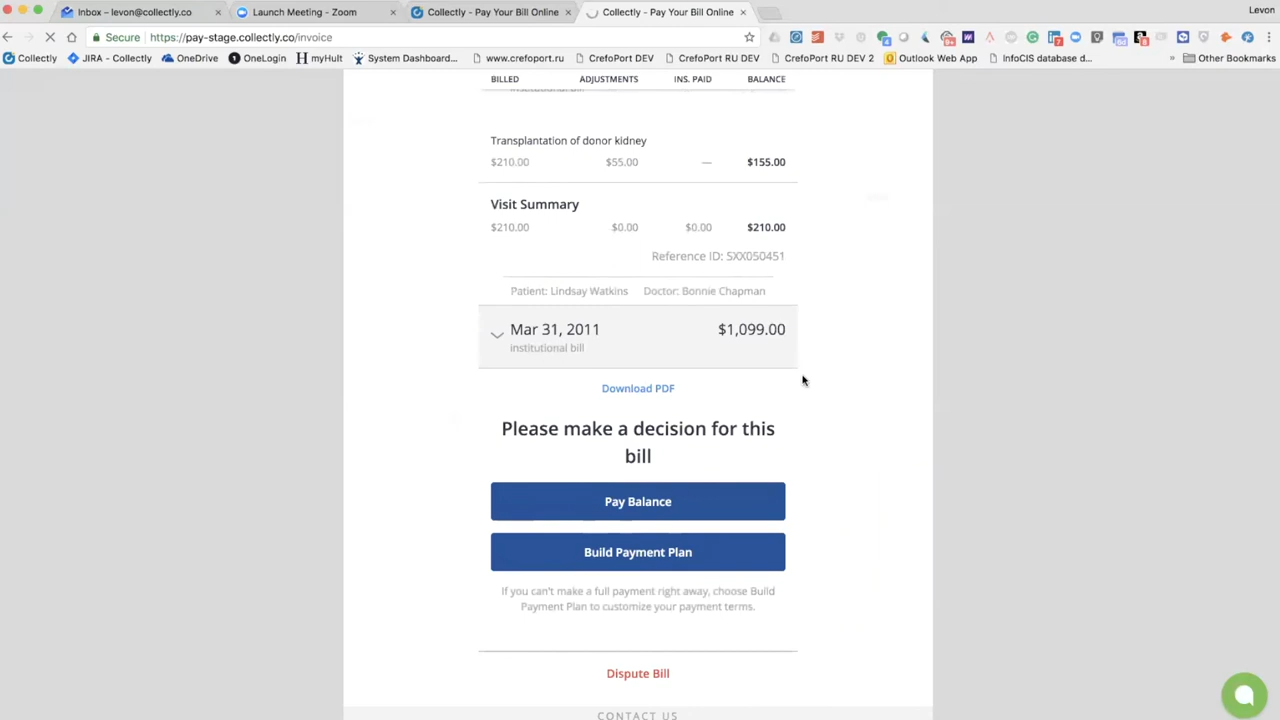 Inbox – levon@collectly.co
Launch Meeting - Zoom
Collectly - Pay Your Bill Online
Collectly - Pay Your Bill Online
Levon
Secure
https://pay-stage.collectly.co/invoice
Collectly
JIRA - Collectly
OneDrive
OneLogin
myHult
System Dashboard...
www.crefoport.ru
CrefoPort DEV
CrefoPort RU DEV
CrefoPort RU DEV 2
Outlook Web App
InfoCIS database d...
»
Other Bookmarks
BILLED ADJUSTMENTS INS. PAID BALANCE
Transplantation of donor kidney
$210.00 $55.00 — $155.00
Visit Summary
$210.00 $0.00 $0.00 $210.00
Reference ID: SXX050451
Patient: Lindsay Watkins Doctor: Bonnie Chapman
Mar 31, 2011 $1,099.00
institutional bill
Download PDF
Please make a decision for this
bill
Pay Balance
Build Payment Plan
If you can't make a full payment right away, choose Build
Payment Plan to customize your payment terms.
Dispute Bill
CONTACT US